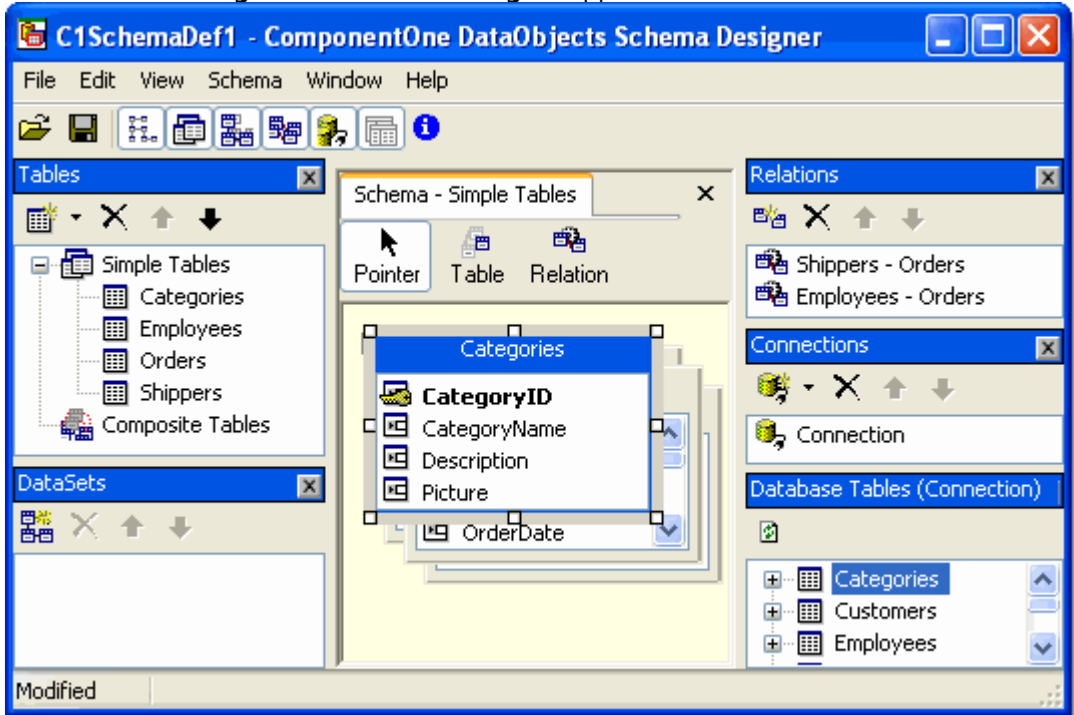 C1SchemaDef1 - ComponentOne DataObjects Schema Designer
File Edit View Schema Window Help
Tables
Simple Tables
Categories
Employees
Orders
Shippers
Composite Tables
DataSets
Schema - Simple Tables
Pointer Table Relation
Categories
CategoryID
CategoryName
Description
Picture
OrderDate
Relations
Shippers - Orders
Employees - Orders
Connections
Connection
Database Tables (Connection)
Categories
Customers
Employees
Modified